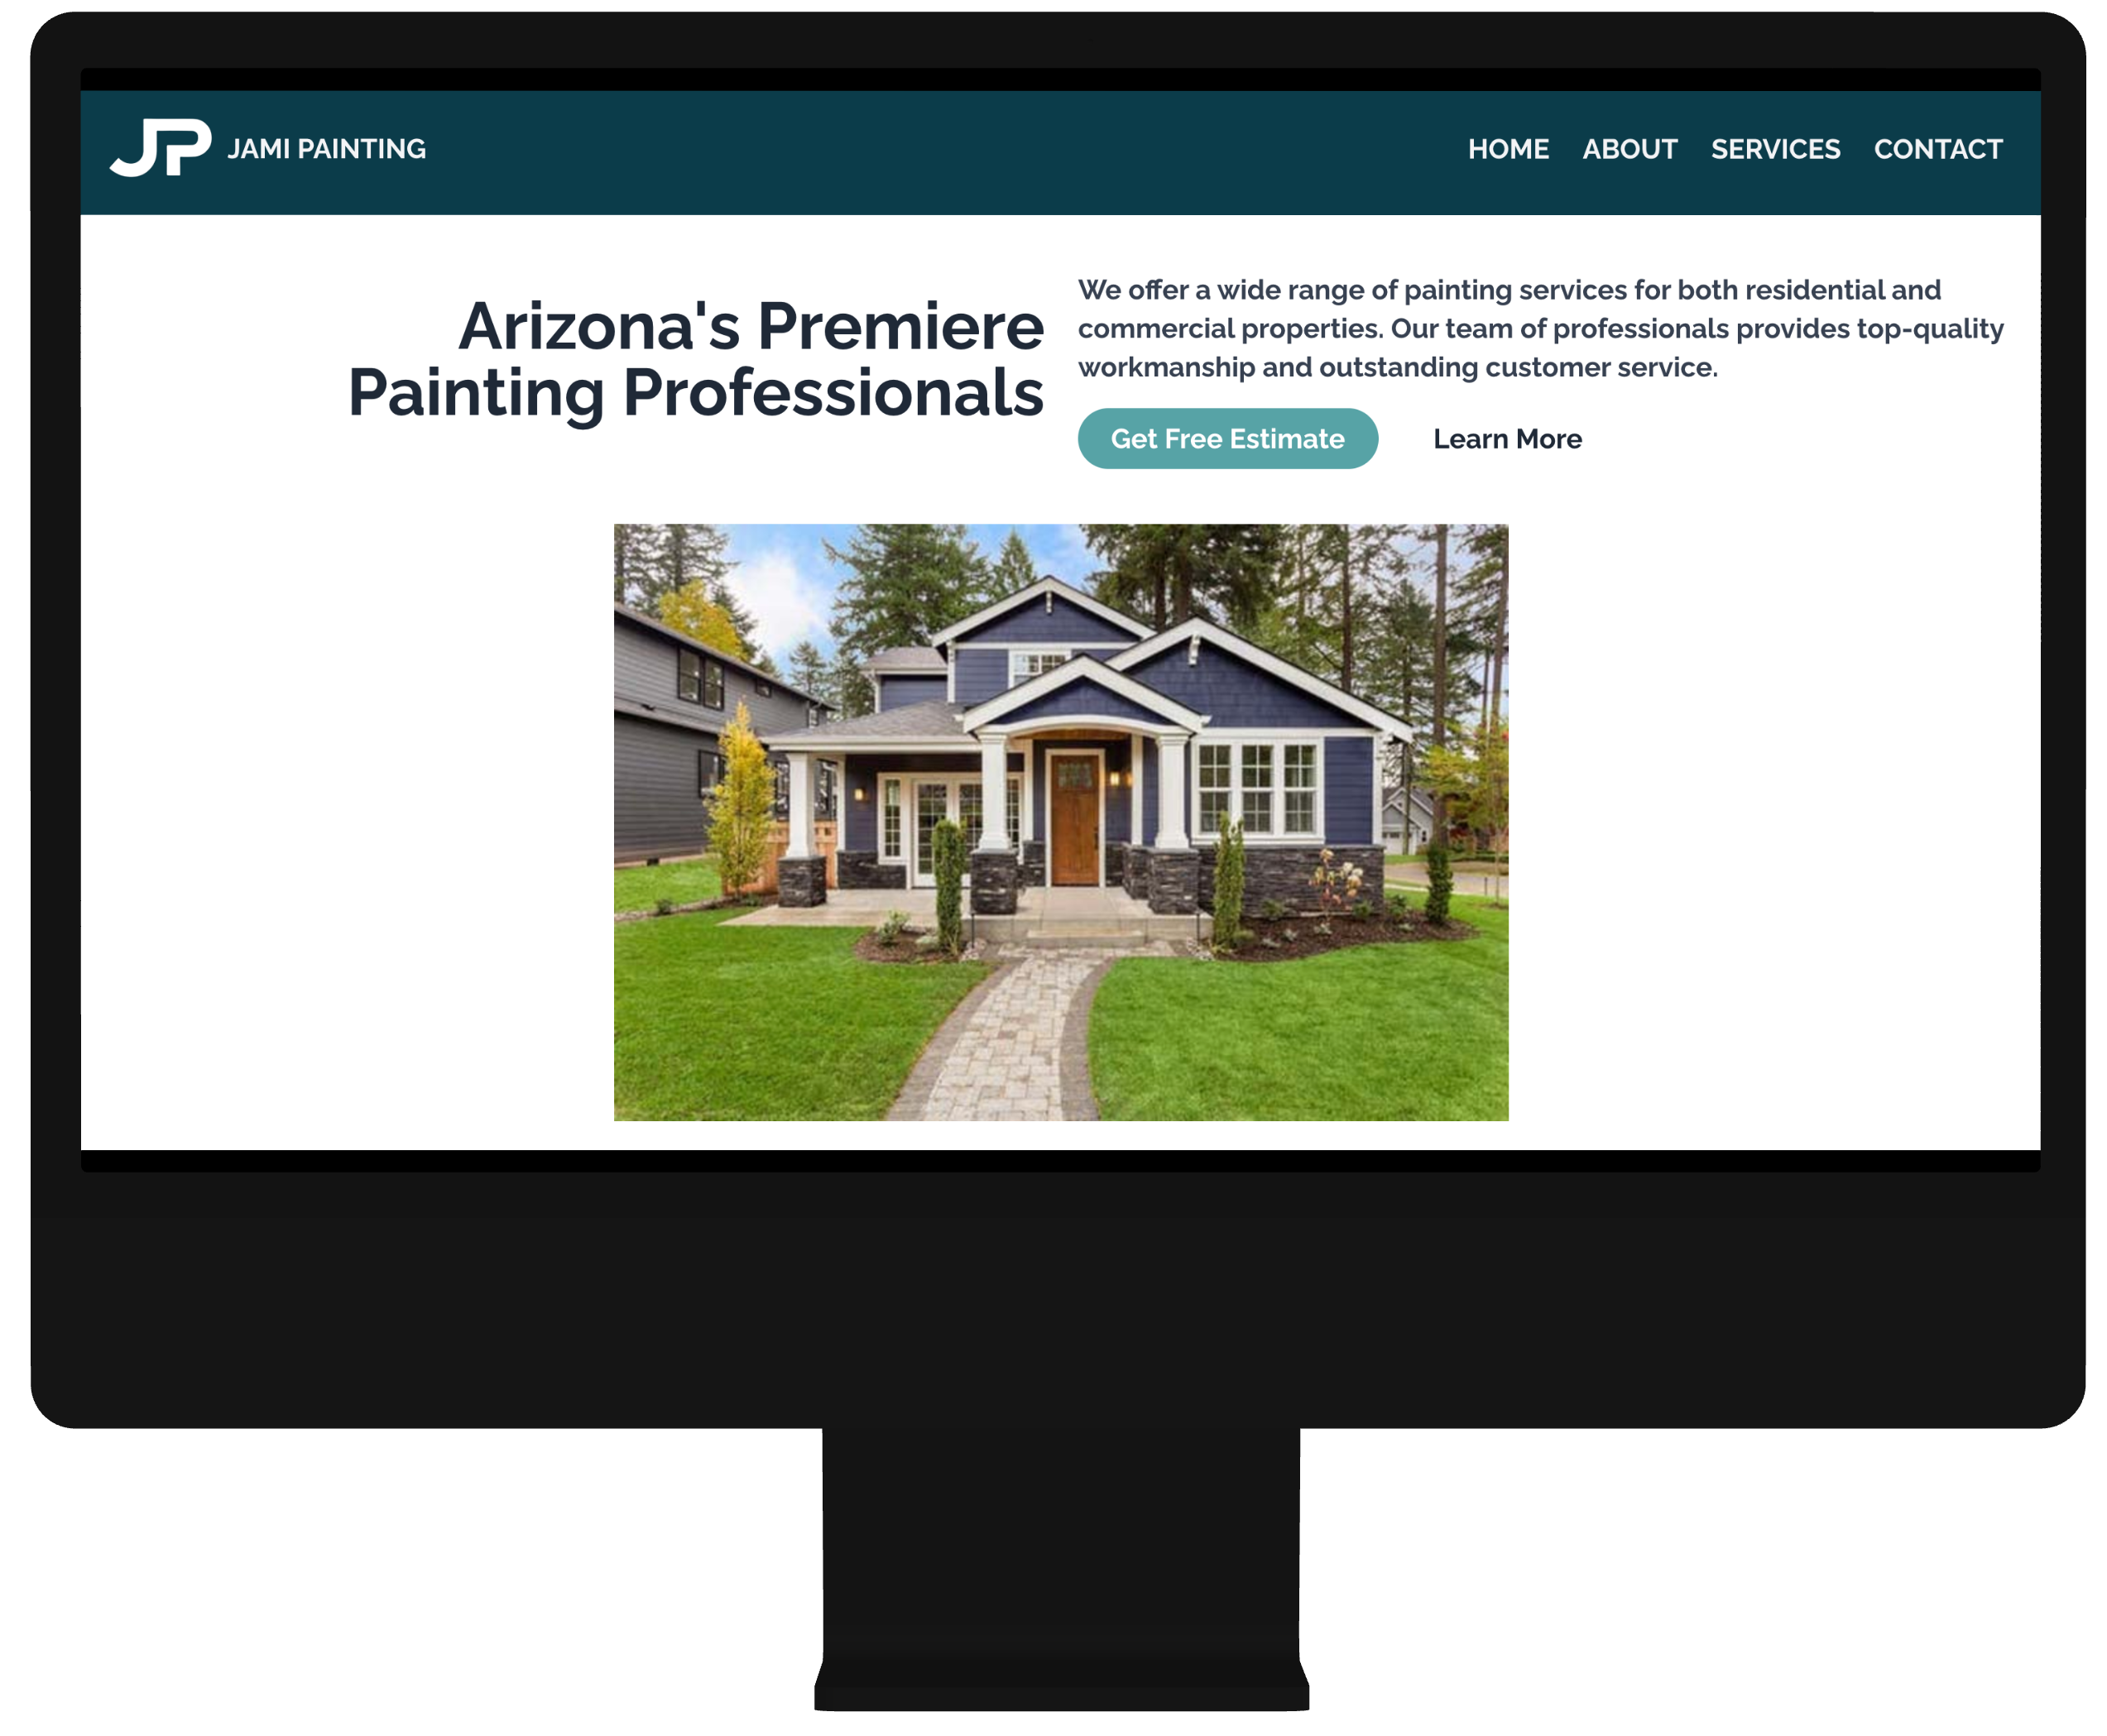 JP JAMI PAINTING
HOME ABOUT SERVICES CONTACT
Arizona's Premiere
Painting Professionals
We offer a wide range of painting services for both residential and
commercial properties. Our team of professionals provides top-quality
workmanship and outstanding customer service.
Get Free Estimate
Learn More